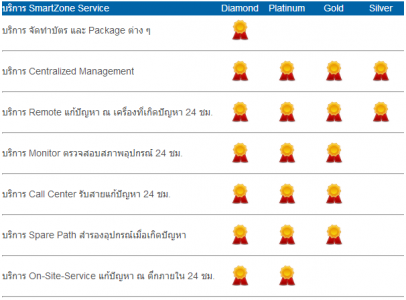 บริการ SmartZone Service Diamond Platinum Gold Silver
บริการ จัดทำบัตร และ Package ต่าง ๆ
บริการ Centralized Management
บริการ Remote แก้ปัญหา ณ เครื่องที่เกิดปัญหา 24 ชม.
บริการ Monitor ตรวจสอบสภาพอุปกรณ์ 24 ชม.
บริการ Call Center รับสายแก้ปัญหา 24 ชม.
บริการ Spare Path สำรองอุปกรณ์เมื่อเกิดปัญหา
บริการ On-Site-Service แก้ปัญหา ณ ตึกภายใน 24 ชม.